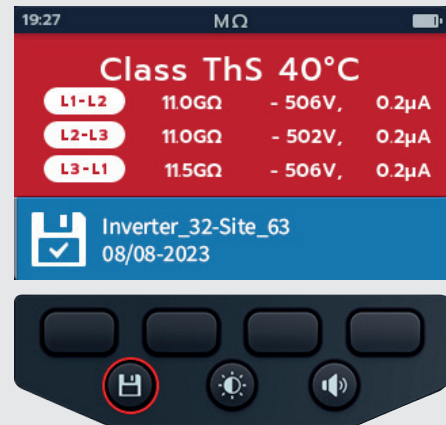 19:27 MΩ
Class ThS 40°C
L1-L2 11.0GΩ - 506V, 0.2µA
L2-L3 11.0GΩ - 502V, 0.2µA
L3-L1 11.5GΩ - 506V, 0.2µA
Inverter_32-Site_63
08/08-2023